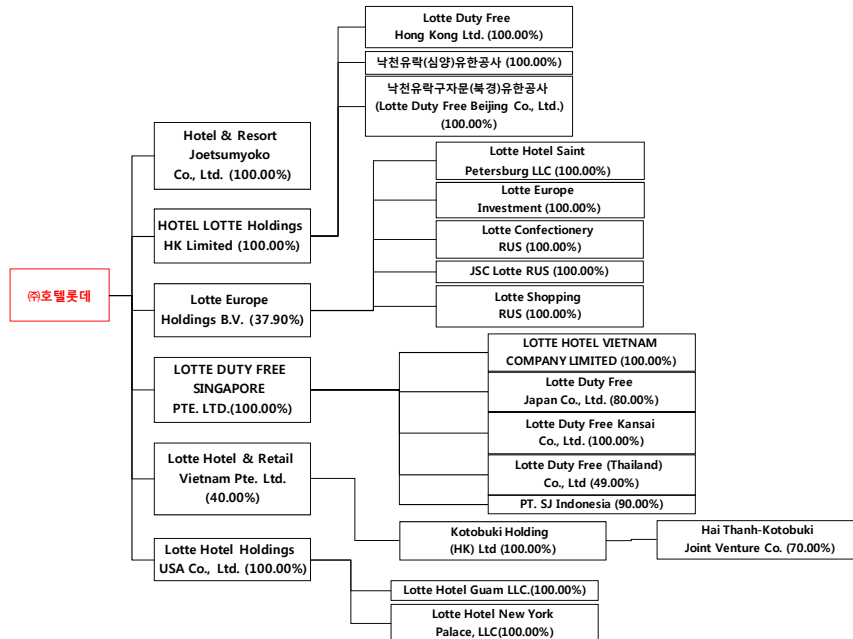 Lotte Duty Free
Hong Kong Ltd. (100.00%)
낙천유락(심양)유한공사 (100.00%)
낙천유락구자문(북경)유한공사
(Lotte Duty Free Beijing Co., Ltd.)
(100.00%)
Hotel & Resort
Joetsumyoko
Co., Ltd. (100.00%)
HOTEL LOTTE Holdings
HK Limited (100.00%)
Lotte Hotel Saint
Petersburg LLC (100.00%)
Lotte Europe
Investment (100.00%)
Lotte Confectionery
RUS (100.00%)
JSC Lotte RUS (100.00%)
Lotte Shopping
RUS (100.00%)
㈜호텔롯데
Lotte Europe
Holdings B.V. (37.90%)
LOTTE DUTY FREE
SINGAPORE
PTE. LTD.(100.00%)
LOTTE HOTEL VIETNAM
COMPANY LIMITED (100.00%)
Lotte Duty Free
Japan Co., Ltd. (80.00%)
Lotte Duty Free Kansai
Co., Ltd. (100.00%)
Lotte Duty Free (Thailand)
Co., Ltd (49.00%)
PT. SJ Indonesia (90.00%)
Lotte Hotel & Retail
Vietnam Pte. Ltd.
(40.00%)
Kotobuki Holding
(HK) Ltd (100.00%)
Hai Thanh-Kotobuki
Joint Venture Co. (70.00%)
Lotte Hotel Holdings
USA Co., Ltd. (100.00%)
Lotte Hotel Guam LLC.(100.00%)
Lotte Hotel New York
Palace, LLC(100.00%)